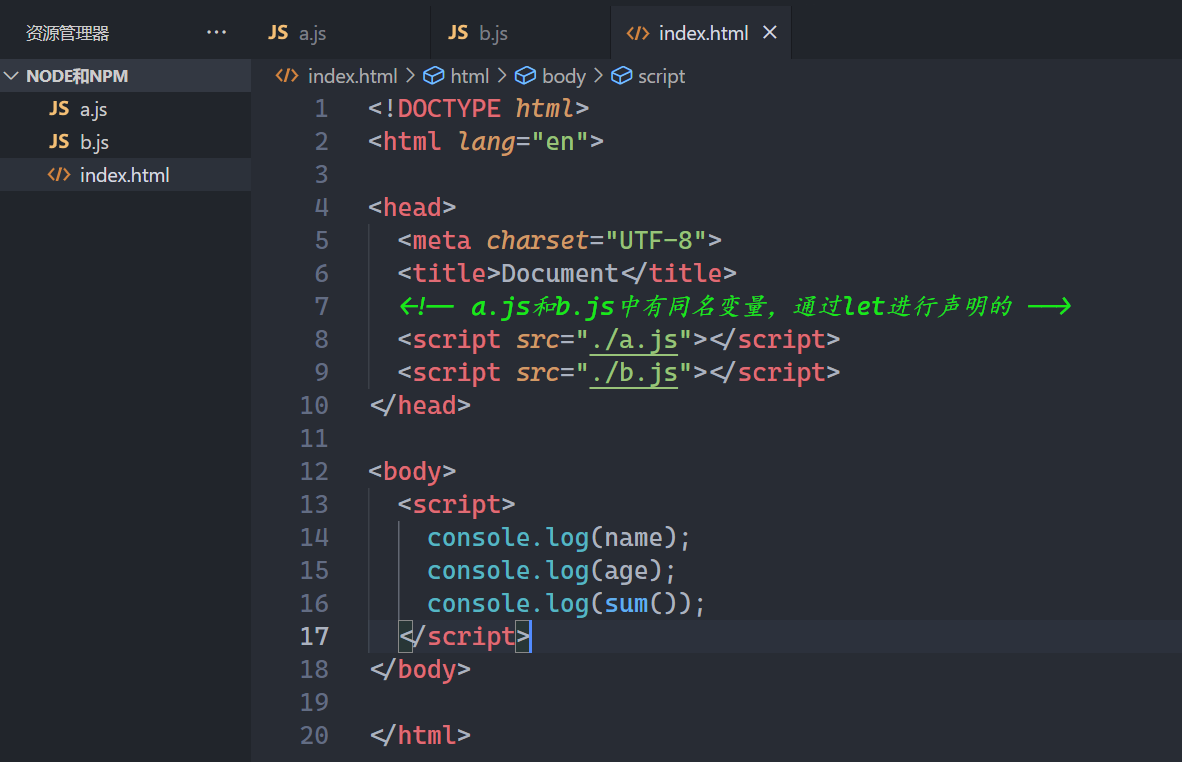 资源管理器 ···
JS a.js
JS b.js
index.html
NODE和NPM
JS a.js
JS b.js
index.html
index.html > html > body > script
1 <!DOCTYPE html>
2 <html lang="en">
3
4 <head>
5 <meta charset="UTF-8">
6 <title>Document</title>
7 <!-- a.js和b.js中有同名变量，通过let进行声明的 -->
8 <script src="./a.js"></script>
9 <script src="./b.js"></script>
10 </head>
11
12 <body>
13 <script>
14 console.log(name);
15 console.log(age);
16 console.log(sum());
17 </script>
18 </body>
19
20 </html>